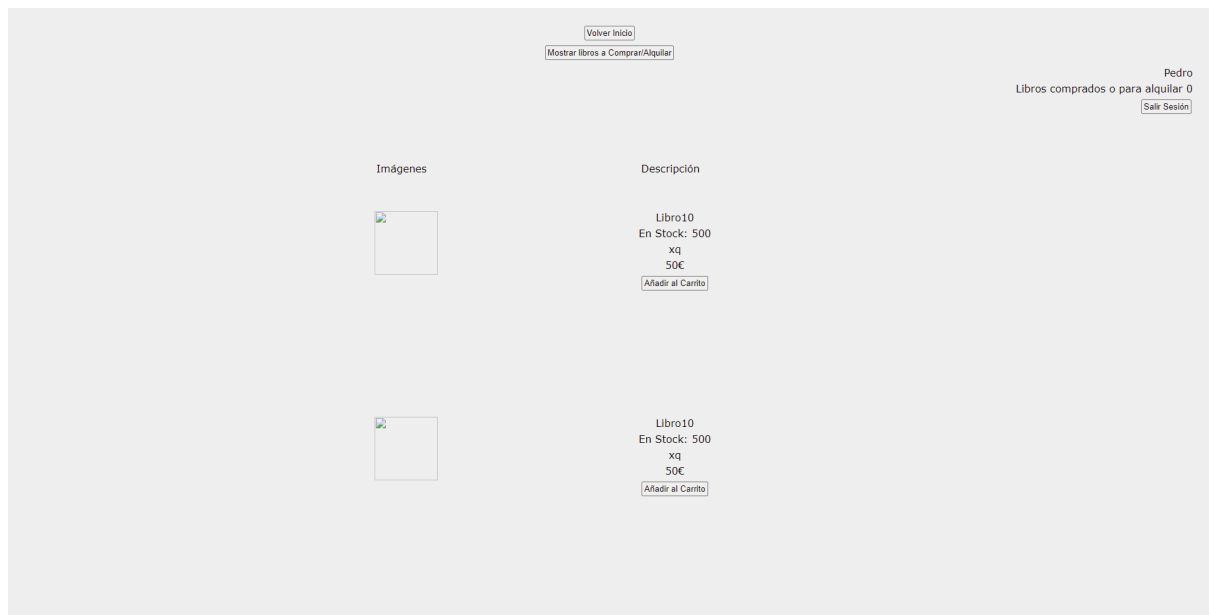 Volver Inicio
Mostrar libros a Comprar/Alquilar
Pedro
Libros comprados o para alquilar 0
Salir Sesión
Imágenes Descripción
Libro10
En Stock: 500
xq
50€
Añadir al Carrito
Libro10
En Stock: 500
xq
50€
Añadir al Carrito